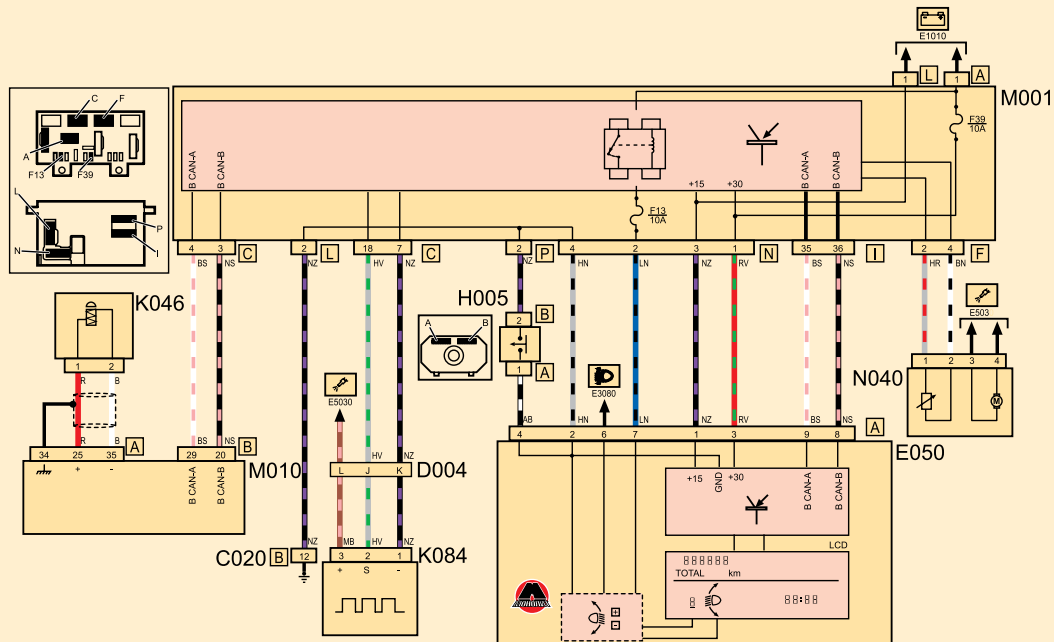 E1010
1 L 1 A
M001
C F
A
F13 F39
L
N
P
I
F39
10A
F13
10A
B CAN-A
B CAN-B
+15 +30
B CAN-A
B CAN-B
4 3 C 2 L 18 7 C 2 P 4 2 3 1 N 35 36 I 2 4 F
BS NS NZ HV NZ NZ HN LN NZ RV BS NS HR BN
K046
1 2
R B
H005
A B
2 B
1 A
E5030
E3080
E503
1 2 3 4
N040
M
AB HN LN NZ RV BS NS
4 2 6 7 1 3 9 8 A
E050
R B
BS NS
34 25 35 A 29 20 B
M010
+ -
B CAN-A
B CAN-B
HV NZ
L J K D004
NZ
C020 B 12
MB HV NZ
3 2 1 K084
+ S -
+15 GND +30
B CAN-A
B CAN-B
LCD
888888
TOTAL km
88:88
+
-